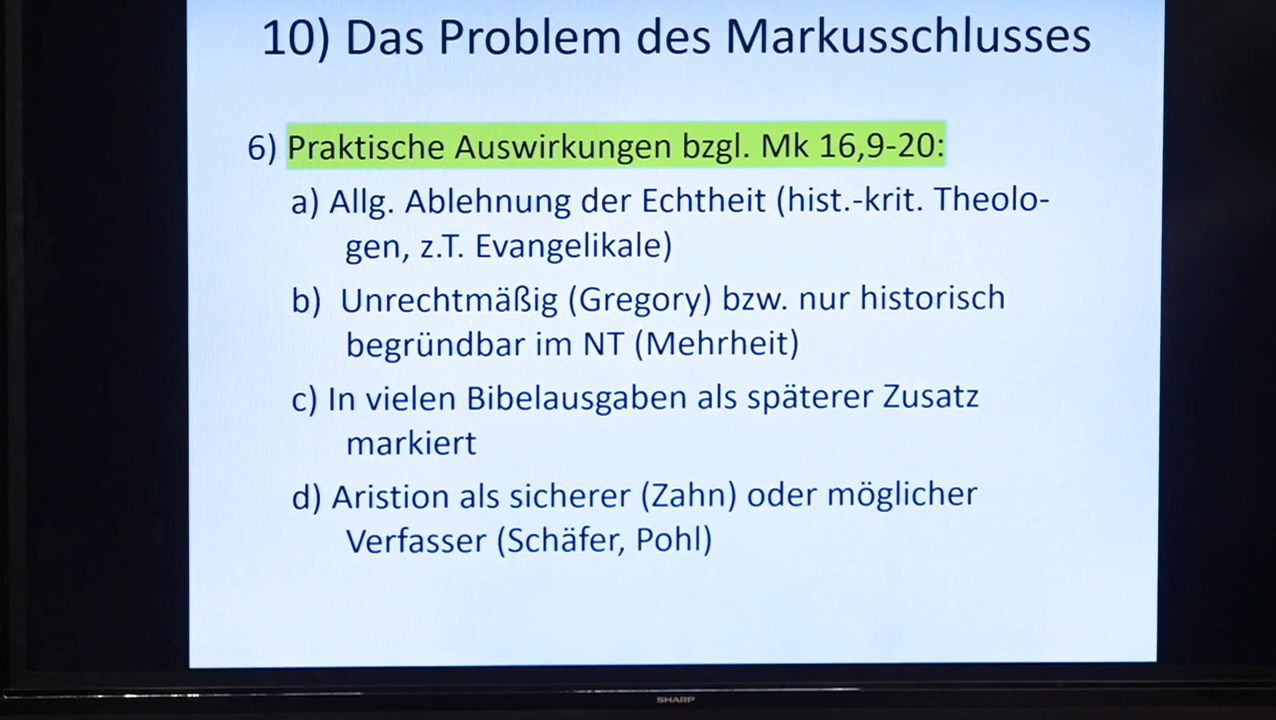 10) Das Problem des Markusschlusses
6) Praktische Auswirkungen bzgl. Mk 16,9-20:
a) Allg. Ablehnung der Echtheit (hist.-krit. Theolo-
gen, z.T. Evangelikale)
b) Unrechtmäßig (Gregory) bzw. nur historisch
begründbar im NT (Mehrheit)
c) In vielen Bibelausgaben als späterer Zusatz
markiert
d) Aristion als sicherer (Zahn) oder möglicher
Verfasser (Schäfer, Pohl)
SHARP